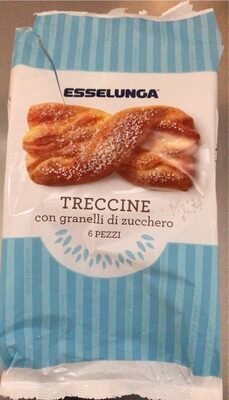 ESSELUNGA
TRECCINE
con granelli di zucchero
6 PEZZI